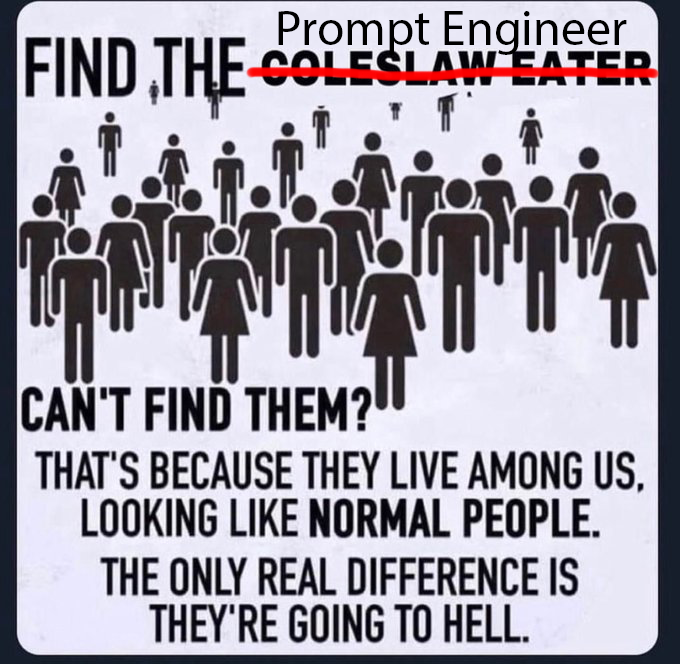 Prompt Engineer
FIND THE COLESLAW EATER
CAN'T FIND THEM?
THAT'S BECAUSE THEY LIVE AMONG US,
LOOKING LIKE NORMAL PEOPLE.
THE ONLY REAL DIFFERENCE IS
THEY'RE GOING TO HELL.